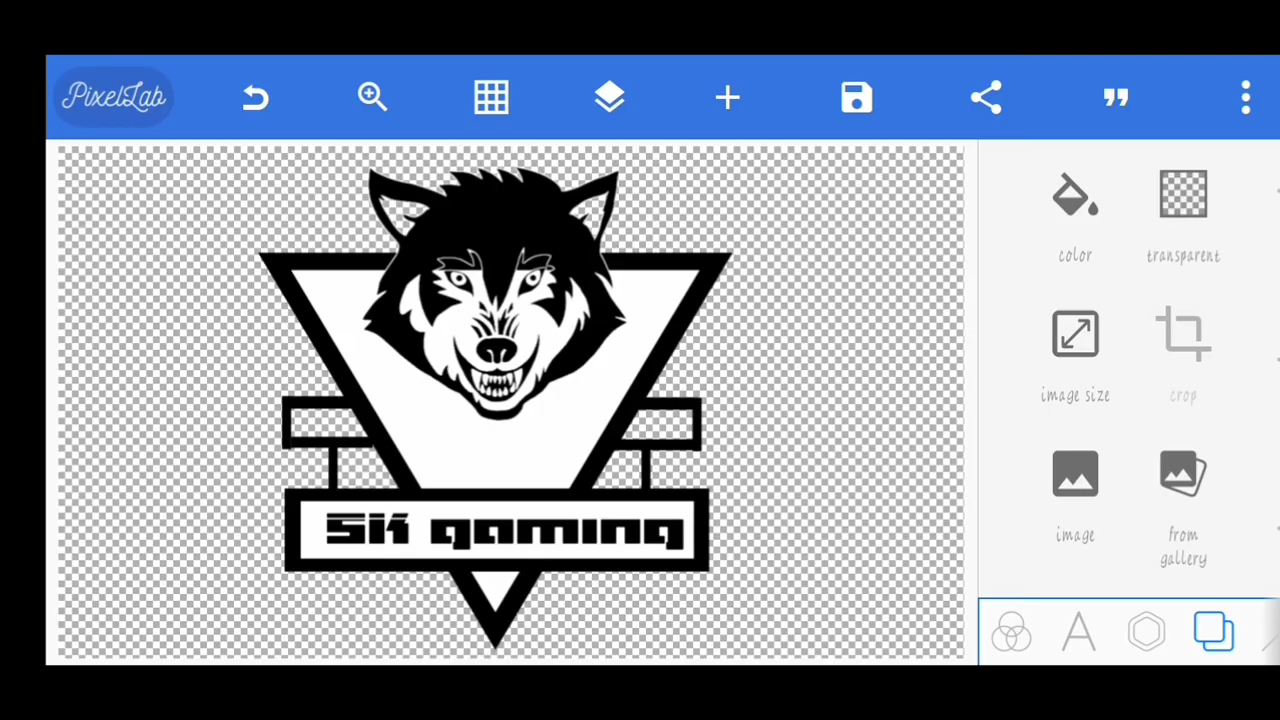 PixelLab
color
transparent
image size
crop
image
from
gallery
SK gaming